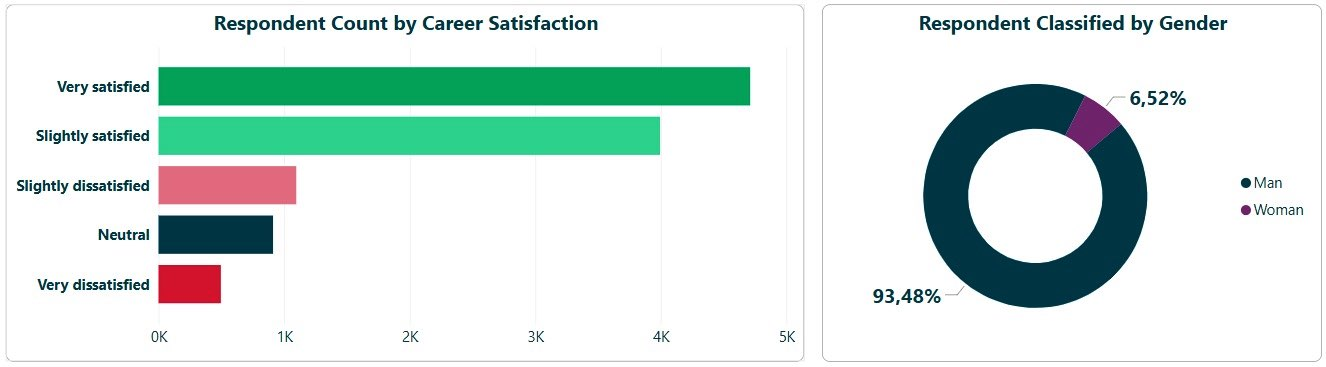 Respondent Count by Career Satisfaction
Very satisfied
Slightly satisfied
Slightly dissatisfied
Neutral
Very dissatisfied
0K 1K 2K 3K 4K 5K
Respondent Classified by Gender
6,52%
93,48%
Man
Woman